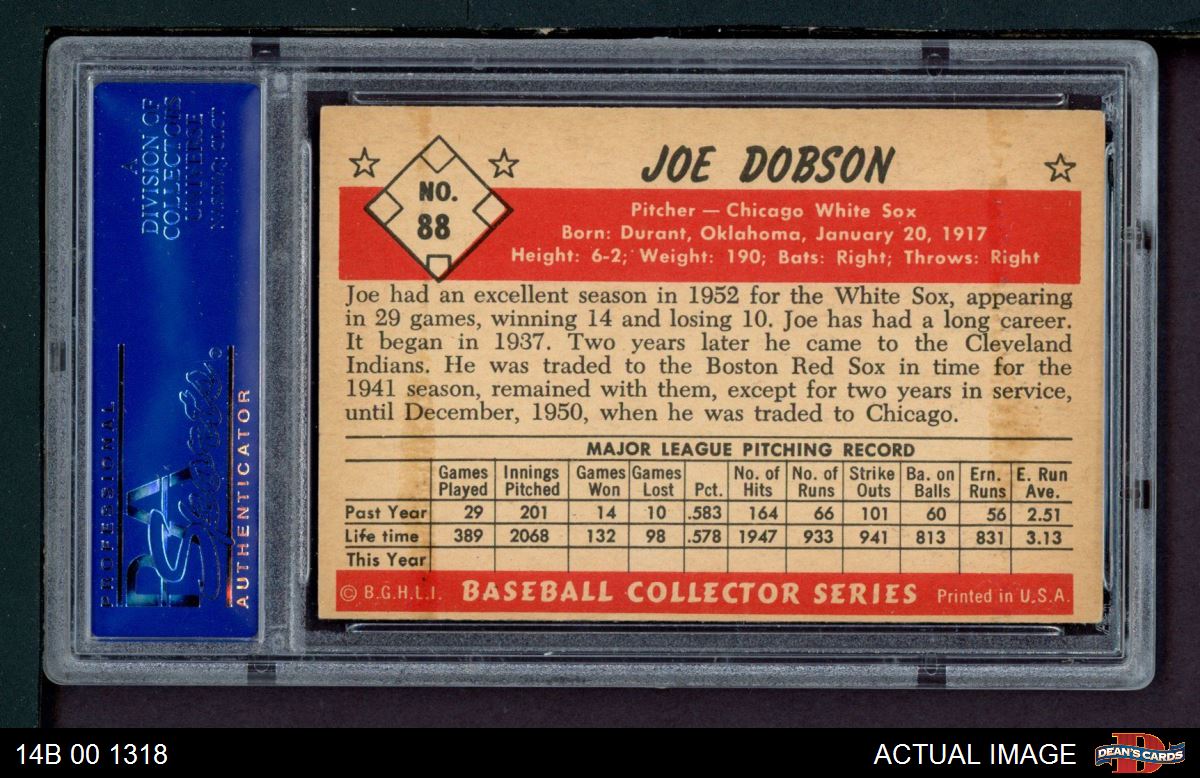 A
DIVISION OF
COLLECTORS
UNIVERSE
NASDAQ: CLCT
PROFESSIONAL
PSA
Sports
AUTHENTICATOR
NO.
88
JOE DOBSON
Pitcher — Chicago White Sox
Born: Durant, Oklahoma, January 20, 1917
Height: 6-2; Weight: 190; Bats: Right; Throws: Right
Joe had an excellent season in 1952 for the White Sox, appearing
in 29 games, winning 14 and losing 10. Joe has had a long career.
It began in 1937. Two years later he came to the Cleveland
Indians. He was traded to the Boston Red Sox in time for the
1941 season, remained with them, except for two years in service,
until December, 1950, when he was traded to Chicago.
MAJOR LEAGUE PITCHING RECORD
Games Played Innings Pitched Games Won Games Lost Pct. No. of Hits No. of Runs Strike Outs Ba. on Balls Ern. Runs E. Run Ave.
Past Year 29 201 14 10 .583 164 66 101 60 56 2.51
Life time 389 2068 132 98 .578 1947 933 941 813 831 3.13
This Year
© B.G.H.L.I. BASEBALL COLLECTOR SERIES Printed in U.S.A.
14B 00 1318
ACTUAL IMAGE
DEAN'S CARDS